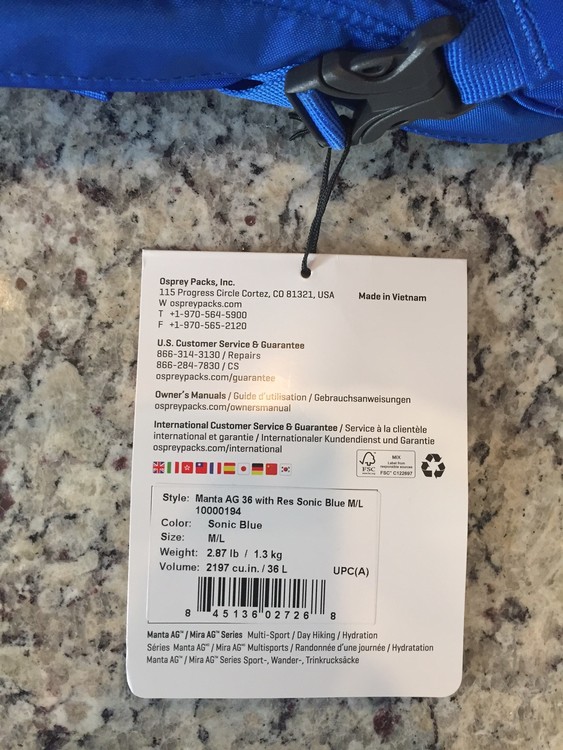 Osprey Packs, Inc.
115 Progress Circle Cortez, CO 81321, USA
Made in Vietnam
W ospreypacks.com
T +1-970-564-5900
F +1-970-565-2120
U.S. Customer Service & Guarantee
866-314-3130 / Repairs
866-284-7830 / CS
ospreypacks.com/guarantee
Owner's Manuals / Guide d'utilisation / Gebrauchsanweisungen
ospreypacks.com/ownersmanual
International Customer Service & Guarantee / Service à la clientèle
international et garantie / Internationaler Kundendienst und Garantie
ospreypacks.com/international
FSC
MIX
Label from
responsible sources
FSC® C122697
Style: Manta AG 36 with Res Sonic Blue M/L
10000194
Color: Sonic Blue
Size: M/L
Weight: 2.87 lb / 1.3 kg
Volume: 2197 cu.in. / 36 L
UPC(A)
8 45136 02726 8
Manta AG™ / Mira AG™ Series Multi-Sport / Day Hiking / Hydration
Séries Manta AG™ / Mira AG™ Multisports / Randonnée d'une journée / Hydratation
Manta AG™ / Mira AG™ Series Sport-, Wander-, Trinkrucksäcke